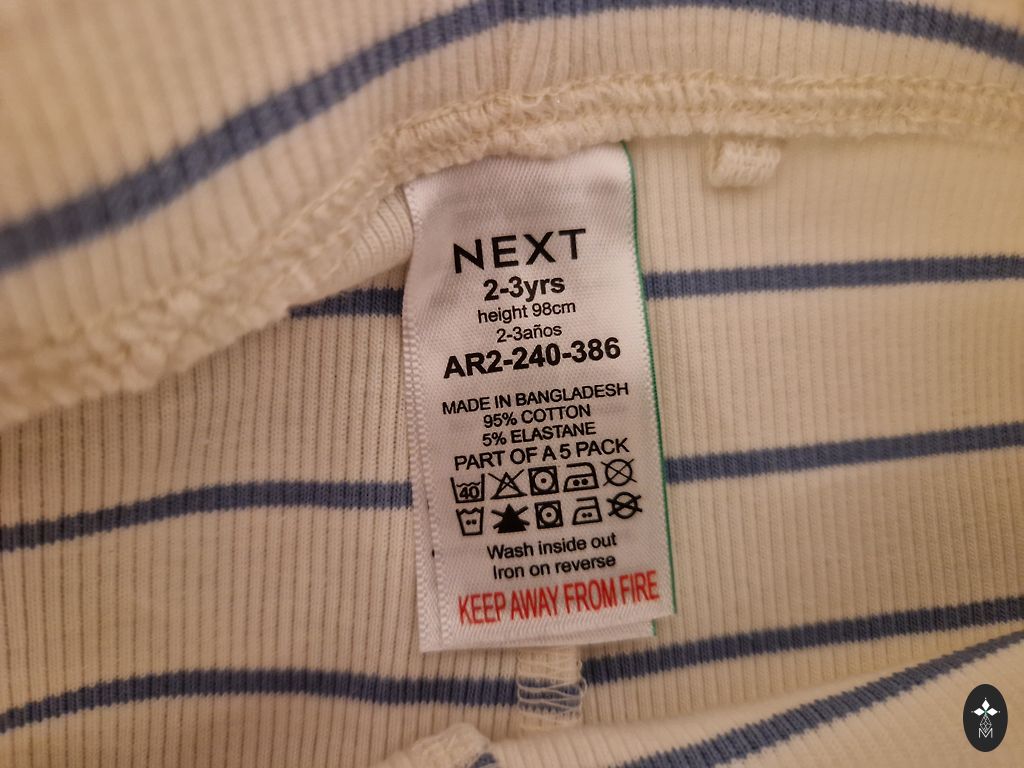 NEXT
2-3yrs
height 98cm
2-3años
AR2-240-386
MADE IN BANGLADESH
95% COTTON
5% ELASTANE
PART OF A 5 PACK
40
Wash inside out
Iron on reverse
KEEP AWAY FROM FIRE
M